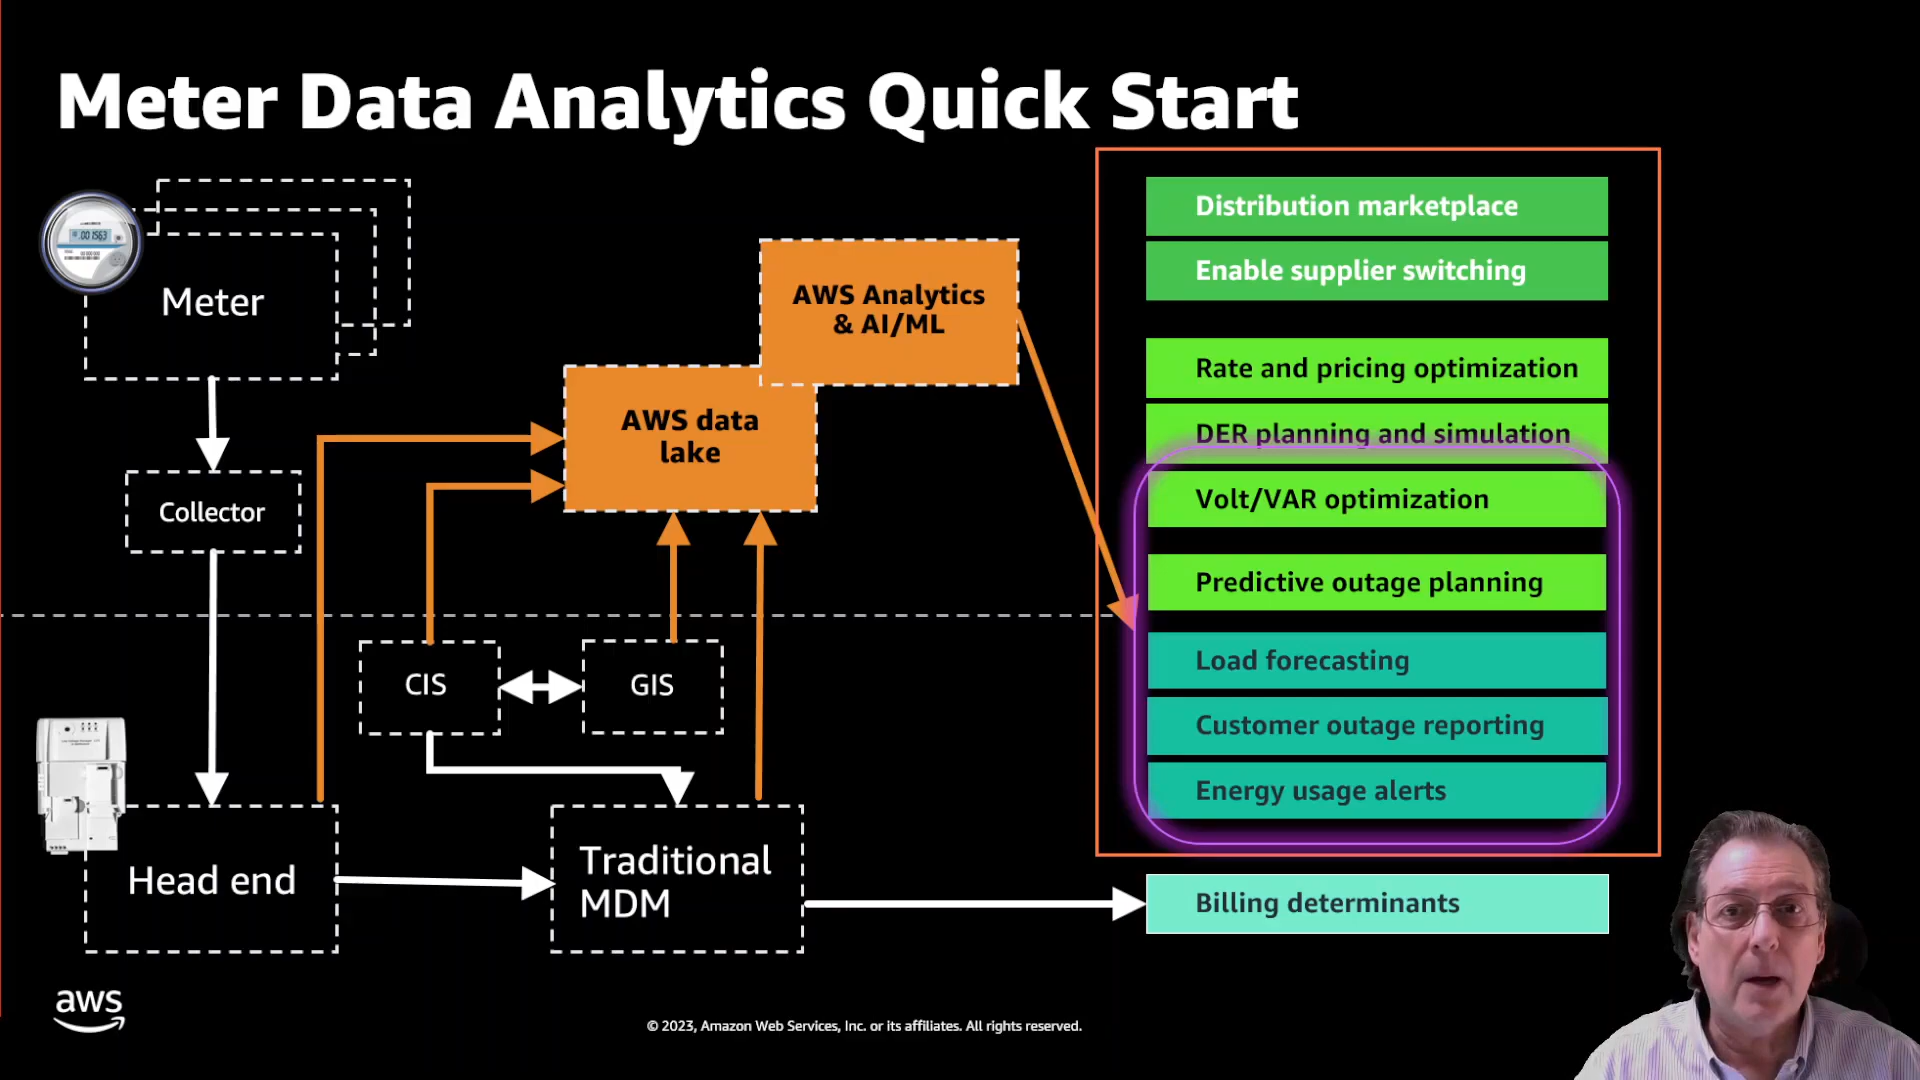 Meter Data Analytics Quick Start
Meter
Collector
Head end
CIS
GIS
Traditional
MDM
AWS data
lake
AWS Analytics
& AI/ML
Distribution marketplace
Enable supplier switching
Rate and pricing optimization
DER planning and simulation
Volt/VAR optimization
Predictive outage planning
Load forecasting
Customer outage reporting
Energy usage alerts
Billing determinants
aws
© 2023, Amazon Web Services, Inc. or its affiliates. All rights reserved.